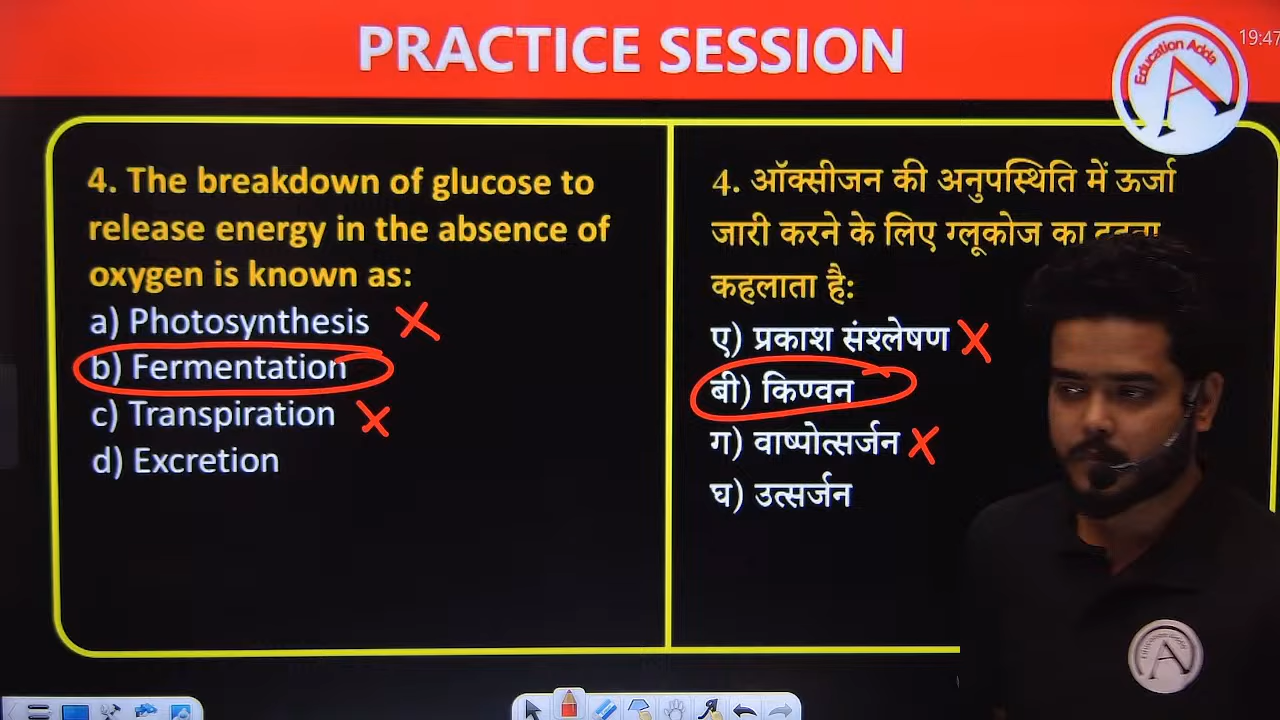 PRACTICE SESSION
Education Adda
A
19:47
4. The breakdown of glucose to
release energy in the absence of
oxygen is known as:
a) Photosynthesis
b) Fermentation
c) Transpiration
d) Excretion
4. ऑक्सीजन की अनुपस्थिति में ऊर्जा
जारी करने के लिए ग्लूकोज का
कहलाता है:
ए) प्रकाश संश्लेषण
बी) किण्वन
ग) वाष्पोत्सर्जन
घ) उत्सर्जन
A